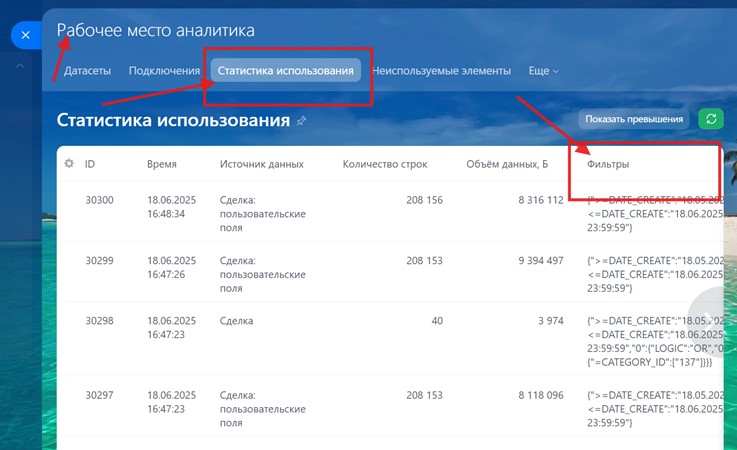 Рабочее место аналитика
Датасеты Подключения Статистика использования Неиспользуемые элементы Еще
Статистика использования Показать превышения
ID Время Источник данных Количество строк Объём данных, Б Фильтры
30300 18.06.2025 Сделка: 208 156 8 316 112 {">=DATE_CREATE":"18.05.202
16:48:34 пользовательские <=DATE_CREATE":"18.06.2025
поля 23:59:59"}
30299 18.06.2025 Сделка: 208 153 9 394 497 {">=DATE_CREATE":"18.05.202
16:47:26 пользовательские <=DATE_CREATE":"18.06.2025
поля 23:59:59"}
30298 18.06.2025 Сделка 40 3 974 {">=DATE_CREATE":"18.05.202
16:47:23 <=DATE_CREATE":"18.06.2025
23:59:59","0":{"LOGIC":"OR","0
{"=CATEGORY_ID":["137"]}}}
30297 18.06.2025 Сделка: 208 153 8 118 096 {">=DATE_CREATE":"18.05.202
16:47:23 пользовательские <=DATE_CREATE":"18.06.2025
поля 23:59:59"}